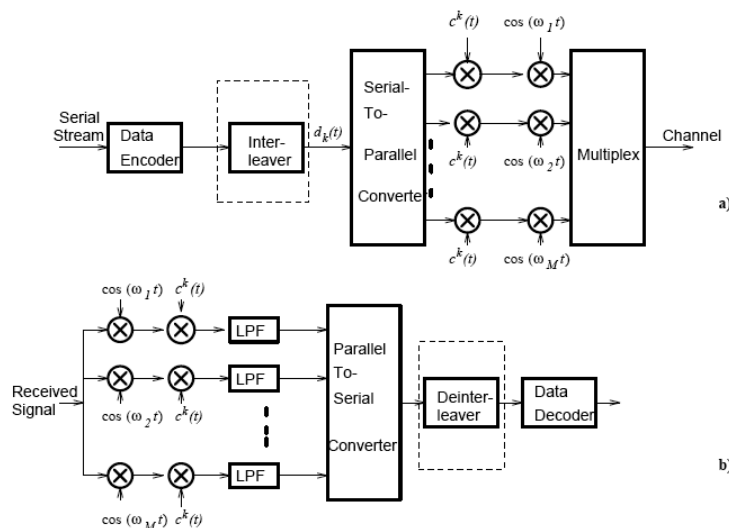 c^k(t) cos (ω_1 t)
Serial Stream
Data Encoder
Inter-leaver
d_k(t)
Serial-
To-
Parallel
Converte
c^k(t) cos (ω_2 t)
c^k(t) cos (ω_M t)
Multiplex
Channel
a)
cos (ω_1 t) c^k(t)
LPF
Received Signal
cos (ω_2 t) c^k(t)
LPF
cos (ω_M t) c^k(t)
LPF
Parallel
To-
Serial
Converter
Deinter-
leaver
Data
Decoder
b)